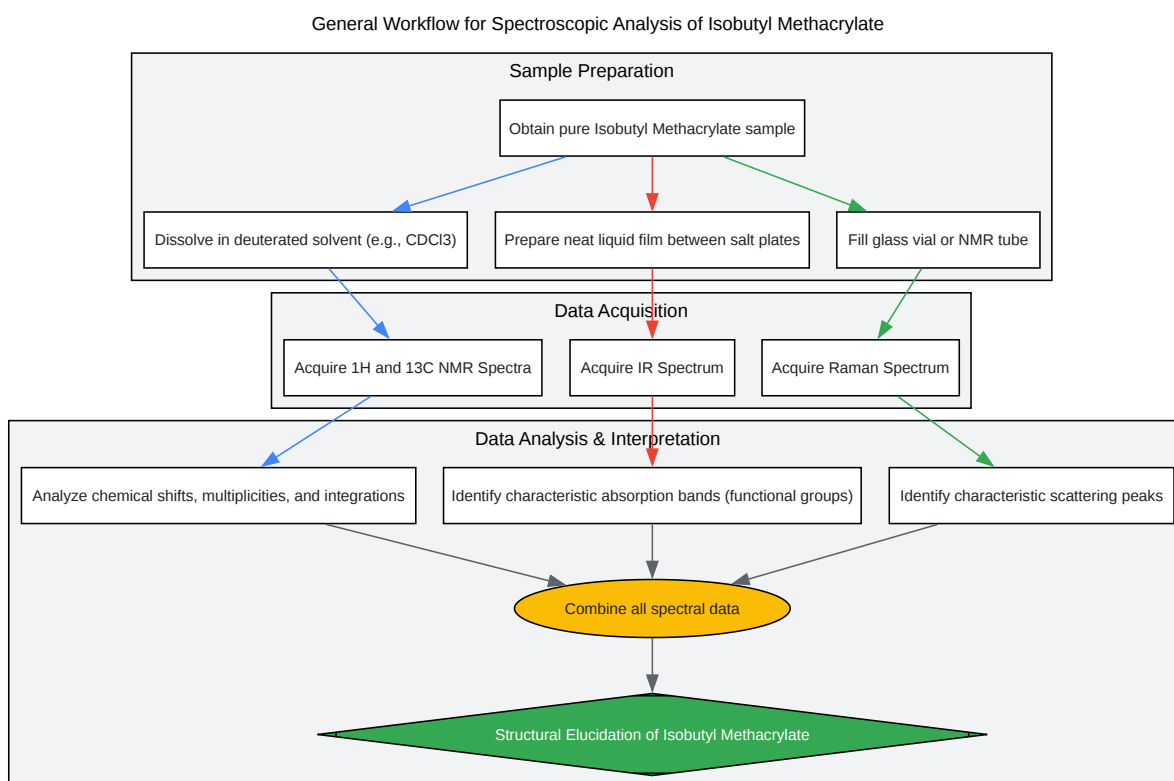 General Workflow for Spectroscopic Analysis of Isobutyl Methacrylate
Sample Preparation
Obtain pure Isobutyl Methacrylate sample
Dissolve in deuterated solvent (e.g., CDCl3)
Prepare neat liquid film between salt plates
Fill glass vial or NMR tube
Data Acquisition
Acquire 1H and 13C NMR Spectra
Acquire IR Spectrum
Acquire Raman Spectrum
Data Analysis & Interpretation
Analyze chemical shifts, multiplicities, and integrations
Identify characteristic absorption bands (functional groups)
Identify characteristic scattering peaks
Combine all spectral data
Structural Elucidation of Isobutyl Methacrylate